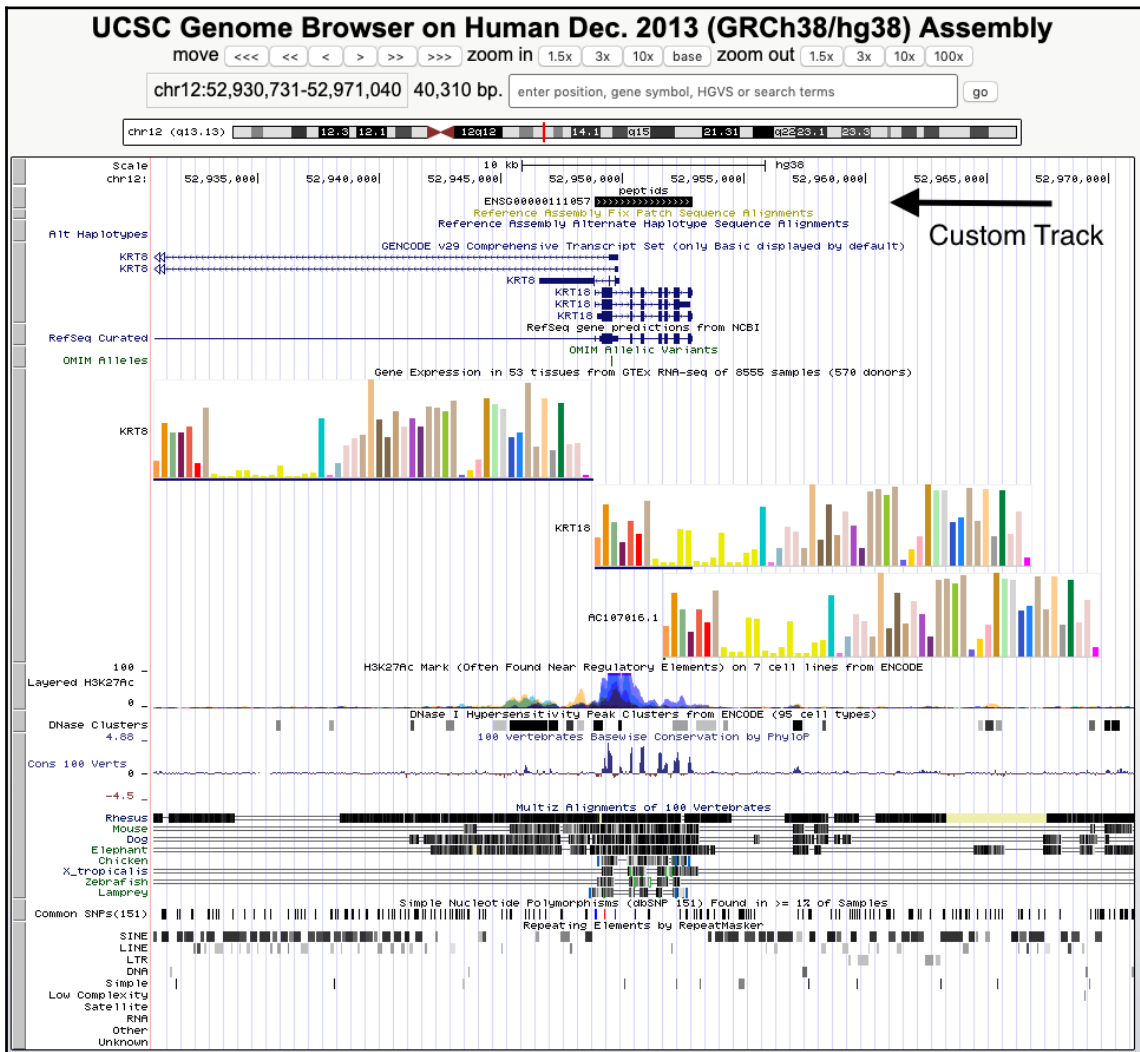 UCSC Genome Browser on Human Dec. 2013 (GRCh38/hg38) Assembly
move <<< << < > >> >>> zoom in 1.5x 3x 10x base zoom out 1.5x 3x 10x 100x
chr12:52,930,731-52,971,040 40,310 bp. enter position, gene symbol, HGVS or search terms go
chr12 (q13.13) 12.3 12.1 12q12 14.1 q15 21.31 q22 23.1 23.3
Scale 10 kb hg38
chr12: 52,935,000 52,940,000 52,945,000 52,950,000 52,955,000 52,960,000 52,965,000 52,970,000
peptids
ENSG00000111057
Reference Assembly Fix Patch Sequence Alignments
Reference Assembly Alternate Haplotype Sequence Alignments
Custom Track
Alt Haplotypes
GENCODE v29 Comprehensive Transcript Set (only Basic displayed by default)
KRT8
KRT8
KRT8
KRT18
KRT18
KRT18
RefSeq gene predictions from NCBI
RefSeq Curated
OMIM Allelic Variants
OMIM Alleles
Gene Expression in 53 tissues from GTEx RNA-seq of 8555 samples (570 donors)
KRT8
KRT18
AC107016.1
H3K27Ac Mark (Often Found Near Regulatory Elements) on 7 cell lines from ENCODE
100 _
Layered H3K27Ac
0 _
DNase I Hypersensitivity Peak Clusters from ENCODE (95 cell types)
DNase Clusters
100 vertebrates Basewise Conservation by PhyloP
4.88 _
Cons 100 Verts
0 _
-4.5 _
Multiz Alignments of 100 Vertebrates
Rhesus
Mouse
Dog
Elephant
Chicken
X_tropicalis
Zebrafish
Lamprey
Simple Nucleotide Polymorphisms (dbSNP 151) Found in >= 1% of Samples
Common SNPs(151)
Repeating Elements by RepeatMasker
SINE
LINE
LTR
DNA
Simple
Low Complexity
Satellite
RNA
Other
Unknown